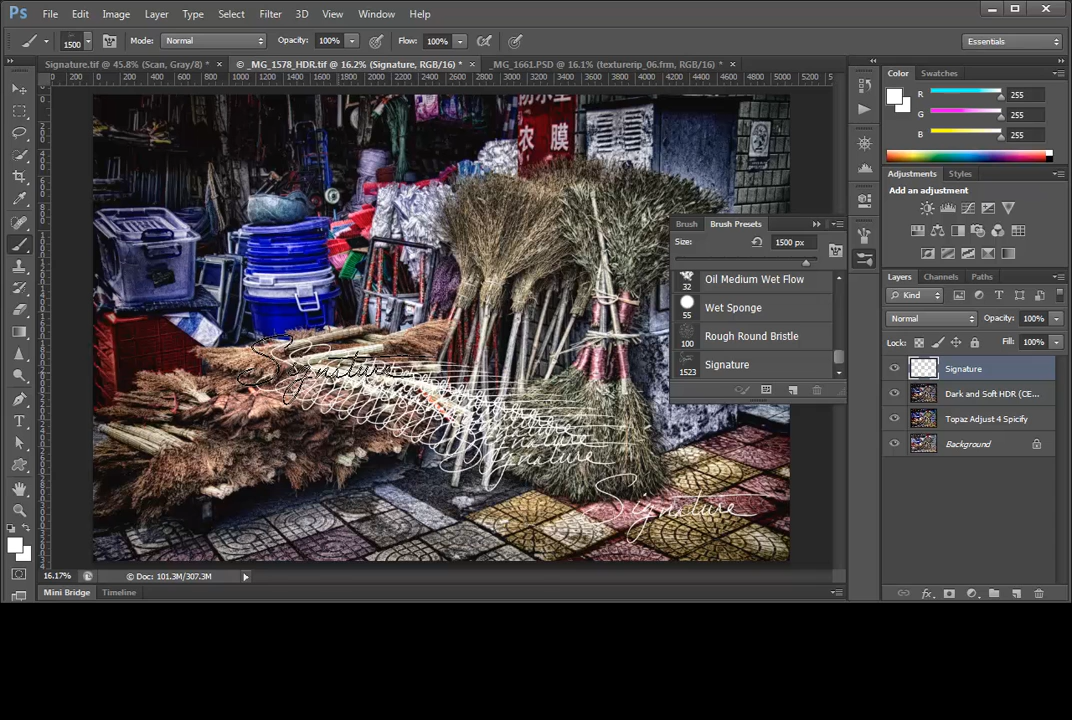 Ps File Edit Image Layer Type Select Filter 3D View Window Help
1500 Mode: Normal Opacity: 100% Flow: 100% Essentials
Signature.tif @ 45.8% (Scan, Gray/8) * × © _MG_1578_HDR.tif @ 16.2% (Signature, RGB/16) * × _MG_1661.PSD @ 16.1% (texturerip_06.frm, RGB/16) * ×
Color Swatches
R 255
G 255
B 255
农膜
Adjustments Styles
Add an adjustment
Brush Brush Presets
Size: 1500 px
32 Oil Medium Wet Flow
55 Wet Sponge
100 Rough Round Bristle
1523 Signature
Layers Channels Paths
Kind
Normal Opacity: 100%
Lock: Fill: 100%
Signature
Dark and Soft HDR (CE...
Topaz Adjust 4 Spicify
Background
Signature
Signature
Signature
Signature
16.17% © Doc: 101.3M/307.3M
Mini Bridge Timeline